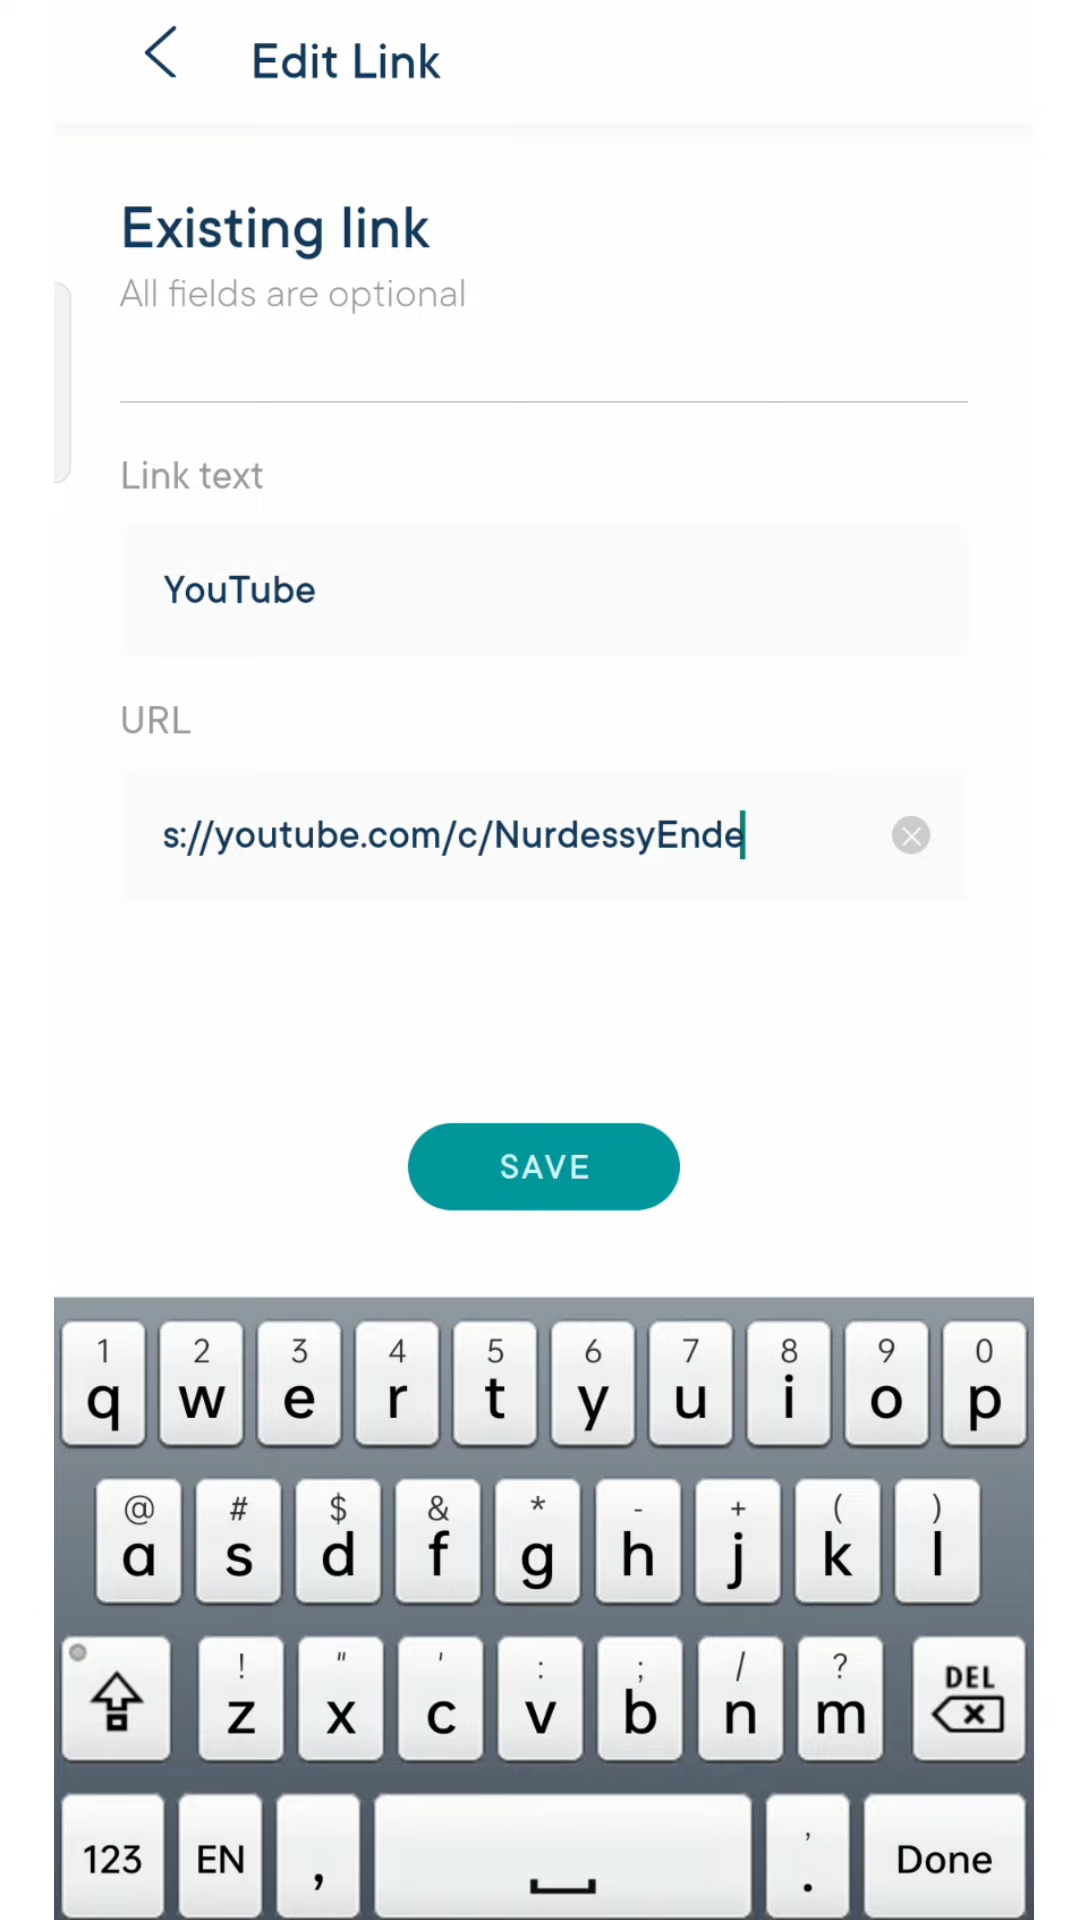 Edit Link
Existing link
All fields are optional
Link text
YouTube
URL
s://youtube.com/c/NurdessyEnde
SAVE
1 2 3 4 5 6 7 8 9 0
q w e r t y u i o p
@ # $ & * - + ( )
a s d f g h j k l
! " ' : ; / ? DEL
z x c v b n m
123 EN , ' . Done